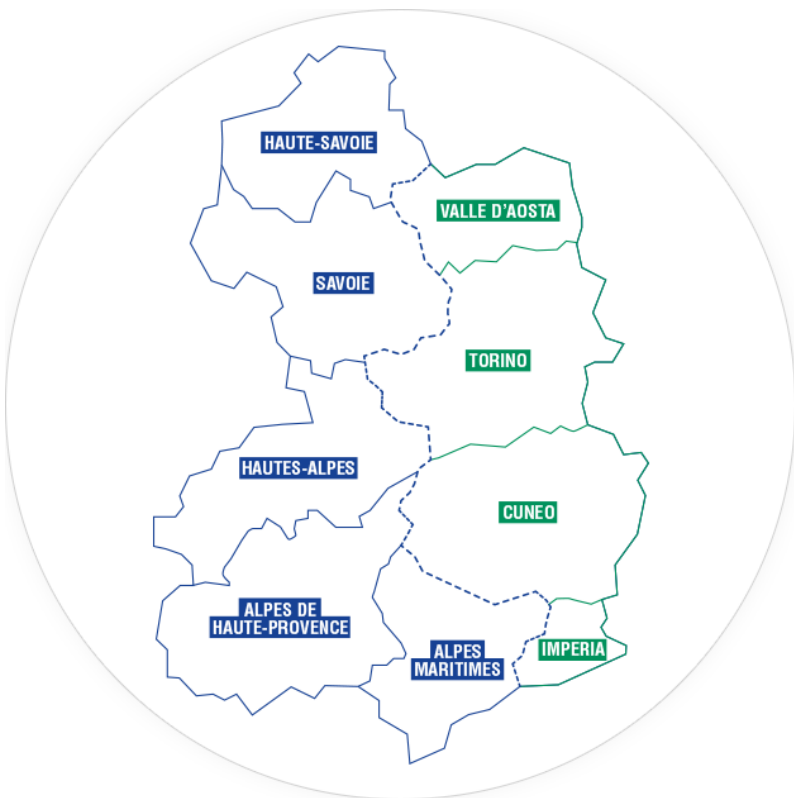 HAUTE-SAVOIE
VALLE D'AOSTA
SAVOIE
TORINO
HAUTES-ALPES
CUNEO
ALPES DE
HAUTE-PROVENCE
ALPES
MARITIMES
IMPERIA